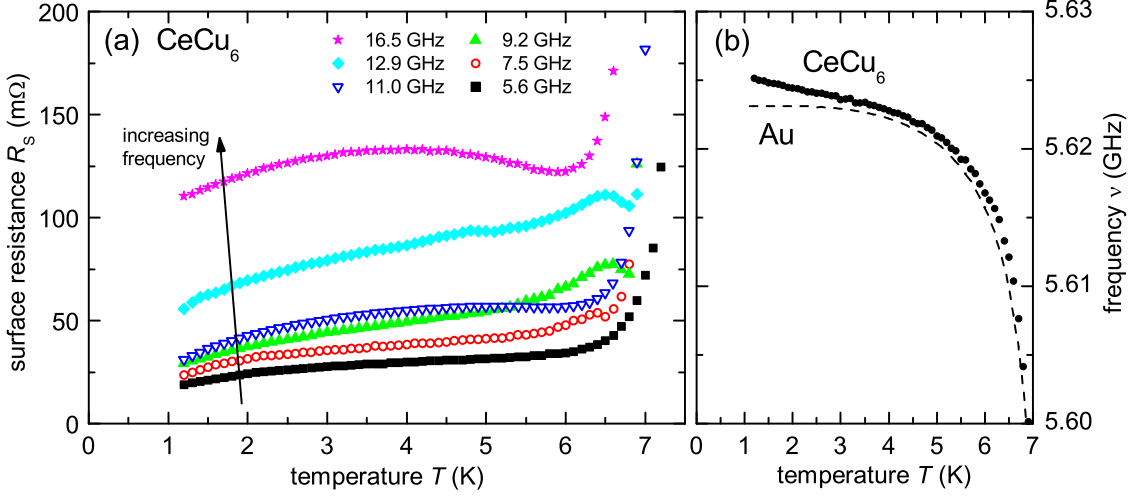 (a) CeCu6
16.5 GHz
12.9 GHz
11.0 GHz
9.2 GHz
7.5 GHz
5.6 GHz
increasing
frequency
surface resistance RS (mΩ)
200
150
100
50
0
0 1 2 3 4 5 6 7
temperature T (K)
(b)
CeCu6
Au
5.63
5.62
5.61
5.60
frequency ν (GHz)
0 1 2 3 4 5 6 7
temperature T (K)